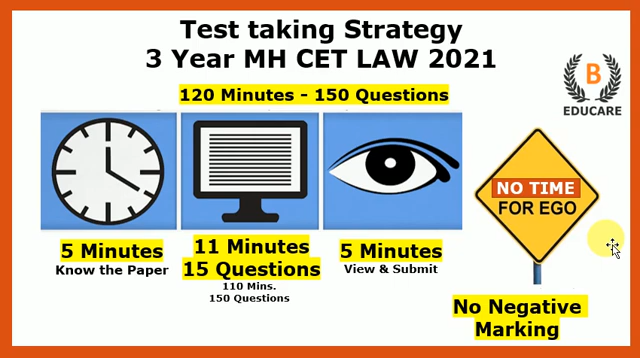 Test taking Strategy
3 Year MH CET LAW 2021
120 Minutes - 150 Questions
B
EDUCARE
5 Minutes
Know the Paper
11 Minutes
15 Questions
110 Mins.
150 Questions
5 Minutes
View & Submit
NO TIME
FOR EGO
No Negative
Marking